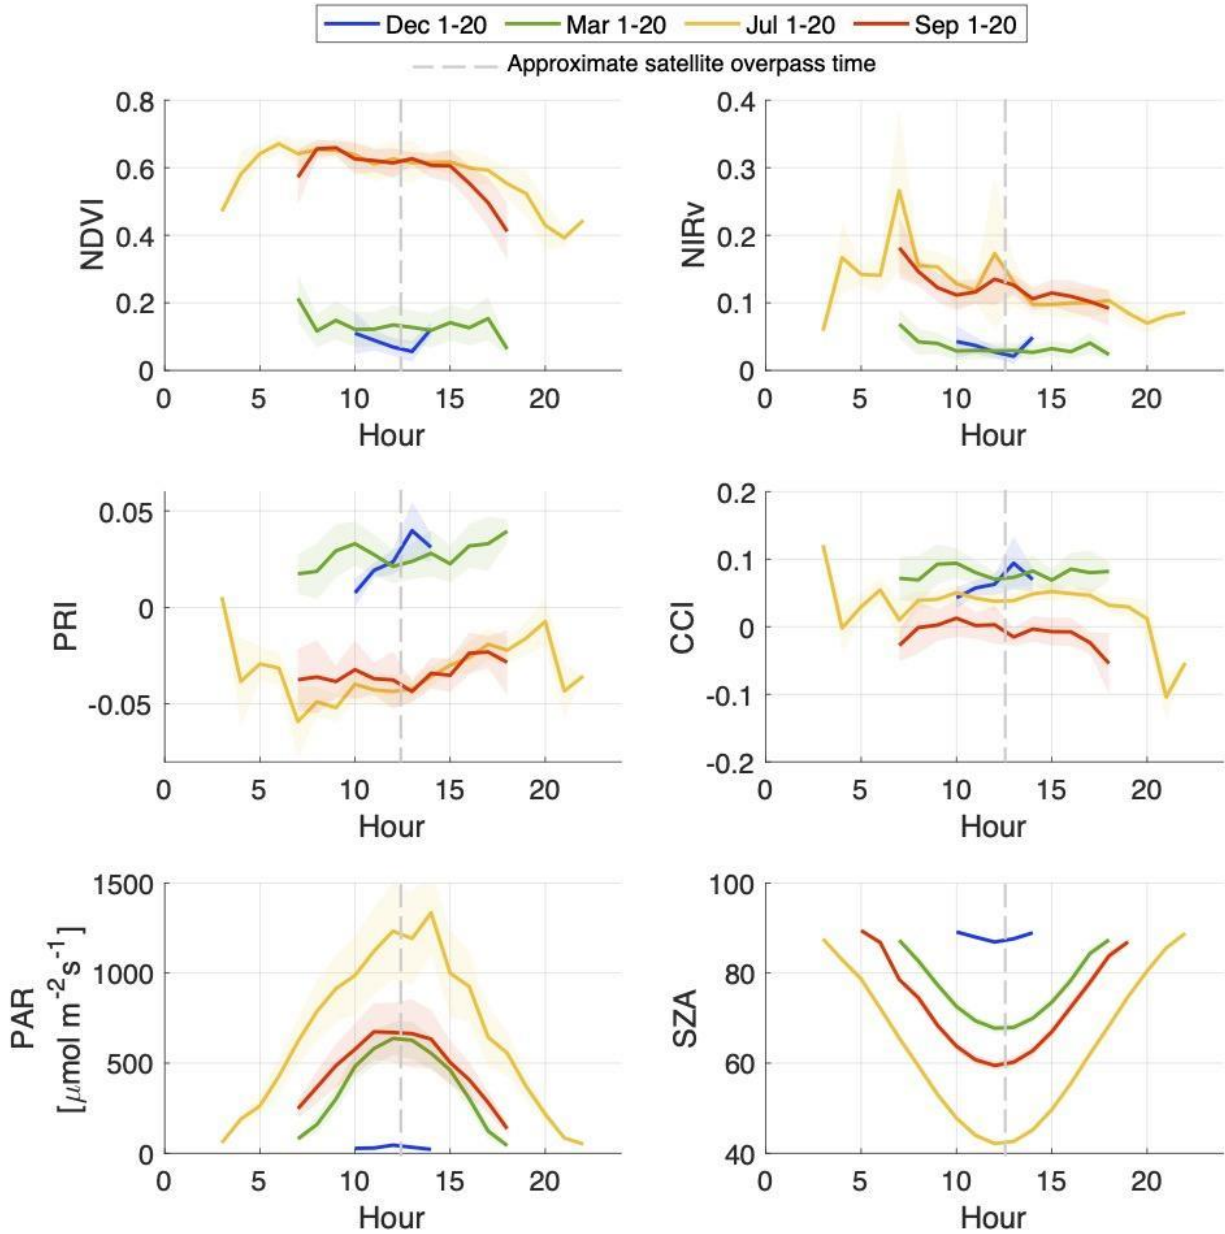 Dec 1-20 Mar 1-20 Jul 1-20 Sep 1-20
Approximate satellite overpass time
0.8
0.6
0.4
0.2
0
NDVI
0 5 10 15 20
Hour
0.4
0.3
0.2
0.1
0
NIRv
0 5 10 15 20
Hour
0.05
0
-0.05
PRI
0 5 10 15 20
Hour
0.2
0.1
0
-0.1
-0.2
CCI
0 5 10 15 20
Hour
1500
1000
500
0
PAR
[μmol m⁻²s⁻¹]
0 5 10 15 20
Hour
100
80
60
40
SZA
0 5 10 15 20
Hour